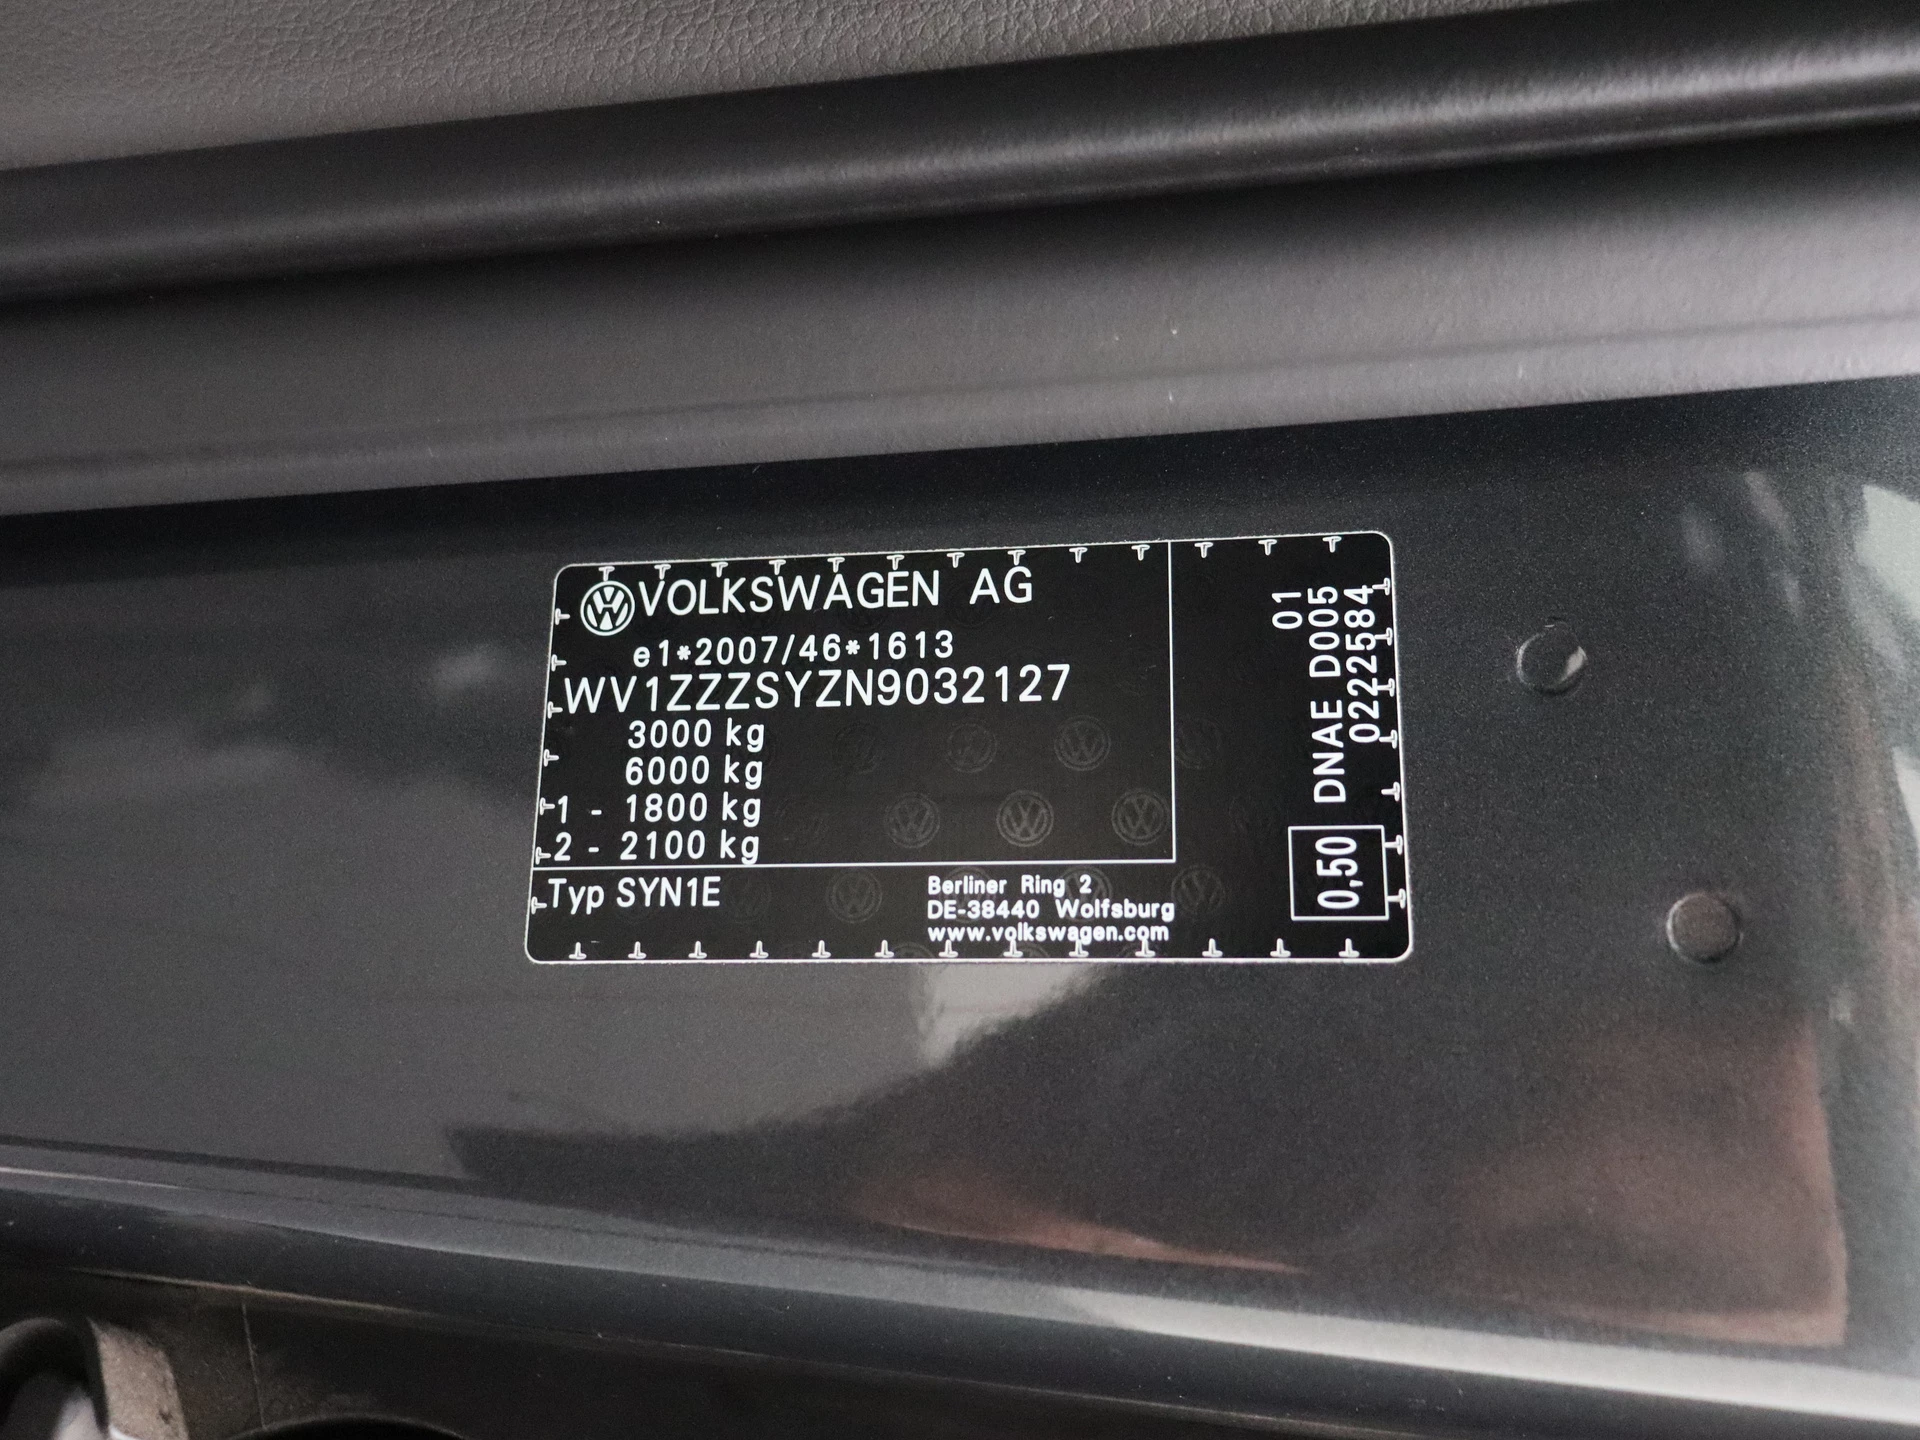 VOLKSWAGEN AG
e1*2007/46*1613
WV1ZZZSYZN9032127
3000 kg
6000 kg
1 - 1800 kg
2 - 2100 kg
Typ SYN1E
Berliner Ring 2
DE-38440 Wolfsburg
www.volkswagen.com
01
DNAE D005
0222584
0,50